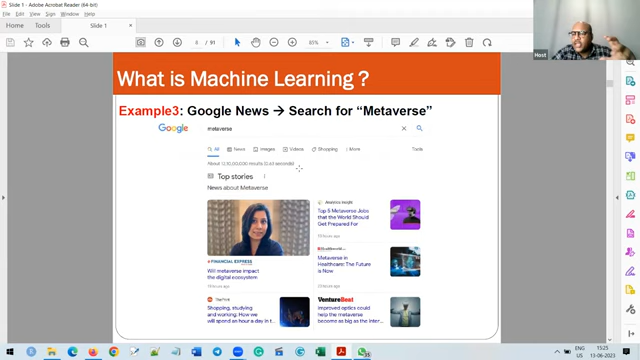 Slide 1 - Adobe Acrobat Reader (64-bit)
File Edit View Sign Window Help
Home Tools Slide 1
6 / 91
85%
Host
What is Machine Learning ?
Example3: Google News → Search for “Metaverse”
Google
metaverse
All News Images Videos Shopping More Tools
Top stories
News about Metaverse
FINANCIAL EXPRESS
Will metaverse impact
the digital ecosystem
Analytics Insight
Top 5 Metaverse Jobs
that the World Should
Get Prepared For
Metaverse in
Healthcare: The Future
is Now
Shopping, studying
and working: How we
will spend an hour a day in t...
VentureBeat
Improved optics could
help the metaverse
become as big as the inter...
ENG
15:25
13-06-2023